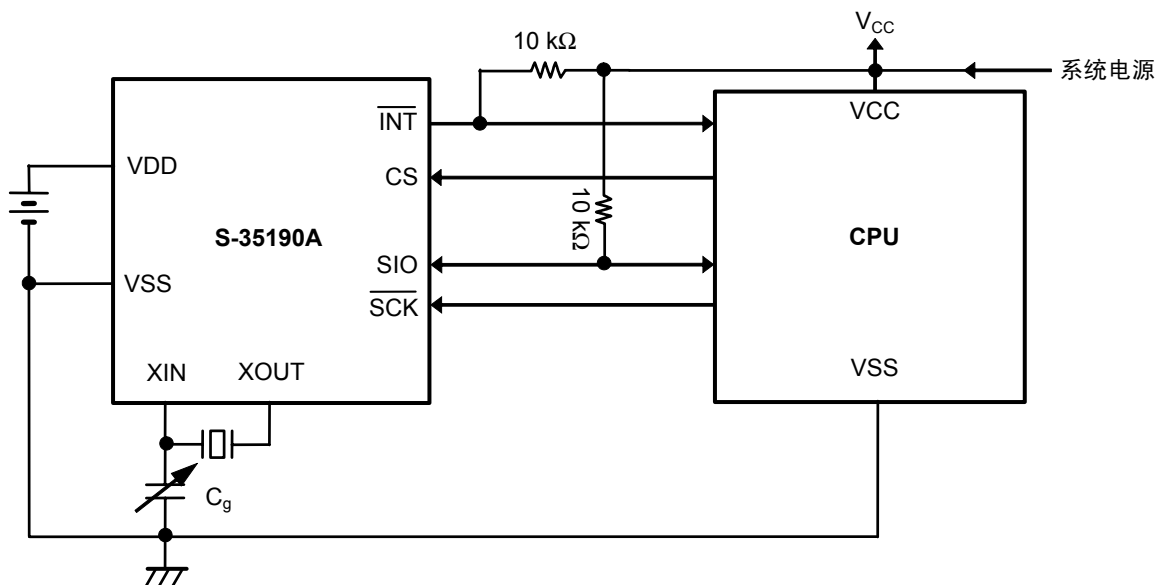 V_CC
10 kΩ
系统电源
INT
VCC
VDD
CS
10 kΩ
S-35190A
CPU
SIO
VSS
SCK
XIN
XOUT
VSS
C_g